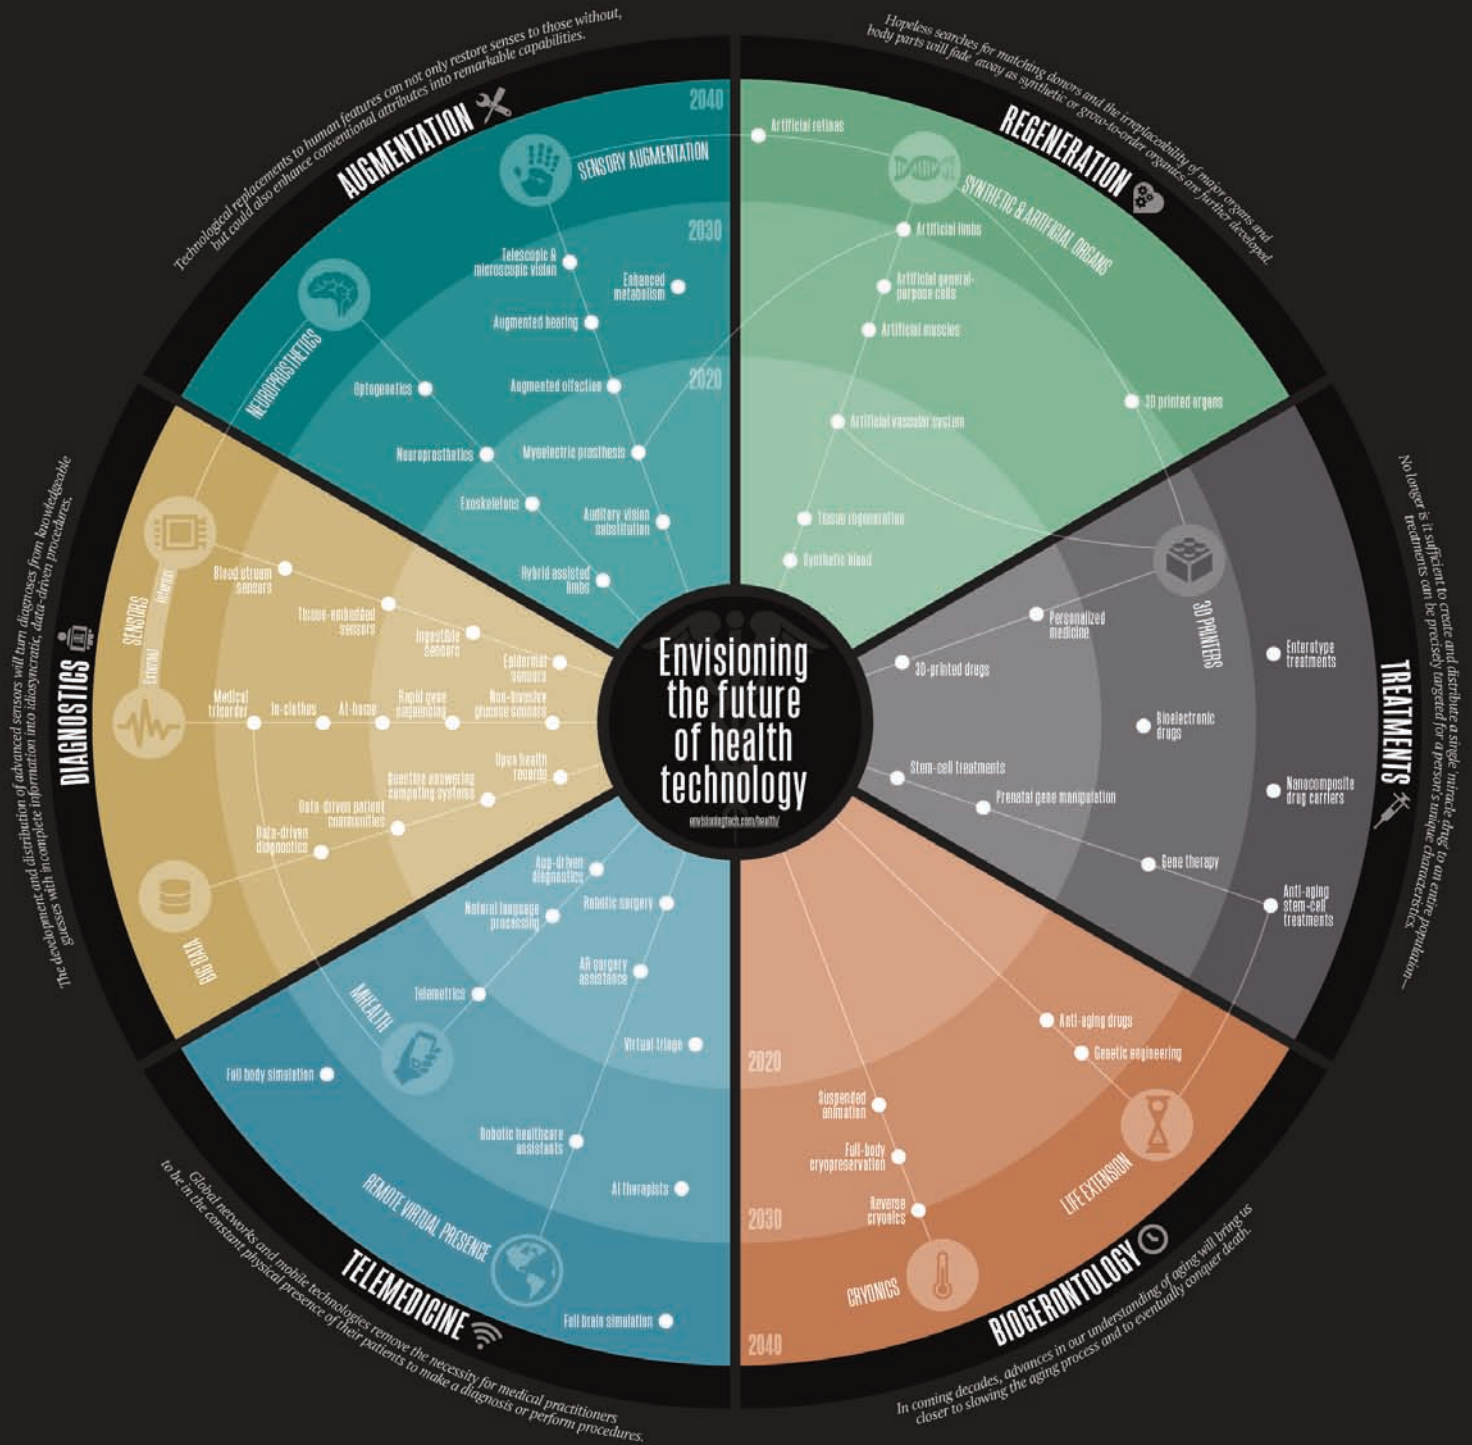 Envisioning
the future
of health
technology
envisioningtech.com/health/
Technological replacements to human features can not only restore senses to those without,
but could also enhance conventional attributes into remarkable capabilities.
AUGMENTATION
2040
SENSORY AUGMENTATION
2030
Telescopic &
microscopic vision
Enhanced
metabolism
Augmented hearing
NEUROPROSTHETICS
Optogenetics
Augmented olfaction
2020
Neuroprosthetics
Myoelectric prosthesis
Exoskeletons
Auditory vision
substitution
Hybrid assisted
limbs
Hopeless searches for matching donors and the irreplaceability of major organs and
body parts will fade away as synthetic or grow-to-order organics are further developed.
REGENERATION
Artificial retinas
SYNTHETIC & ARTIFICIAL ORGANS
Artificial limbs
Artificial general-
purpose cells
Artificial muscles
3D printed organs
Artificial vascular system
Tissue regeneration
Synthetic blood
No longer is it sufficient to create and distribute a single 'miracle drug' to an entire population—
treatments can be precisely targeted for a person's unique characteristics.
TREATMENTS
3D PRINTERS
Personalized
medicine
3D-printed drugs
Enterotype
treatments
Bioelectronic
drugs
Stem-cell treatments
Prenatal gene manipulation
Nanocomposite
drug carriers
Gene therapy
Anti-aging
stem-cell
treatments
Anti-aging drugs
Genetic engineering
2020
Suspended
animation
Full-body
cryopreservation
LIFE EXTENSION
Reverse
cryonics
2030
CRYONICS
2040
BIOGERONTOLOGY
In coming decades, advances in our understanding of aging will bring us
closer to slowing the aging process and to eventually conquer death.
App-driven
diagnostics
Robotic surgery
Natural language
processing
AR surgery
assistance
Telemetrics
MHEALTH
Virtual triage
Full body simulation
Robotic healthcare
assistants
AI therapists
REMOTE VIRTUAL PRESENCE
Full brain simulation
TELEMEDICINE
Global networks and mobile technologies remove the necessity for medical practitioners
to be in the constant physical presence of their patients to make a diagnosis or perform procedures.
The development and distribution of advanced sensors will turn diagnoses from knowledgeable
guesses with incomplete information into idiosyncratic, data-driven procedures.
DIAGNOSTICS
SENSORS
Internal
External
Blood stream
sensors
Tissue-embedded
sensors
Ingestible
sensors
Epidermal
sensors
Medical
tricorder
In-clothes
At-home
Rapid gene
sequencing
Non-invasive
glucose sensors
Open health
records
Question answering
computing systems
Data-driven patient
communities
Data-driven
diagnostics
BIG DATA